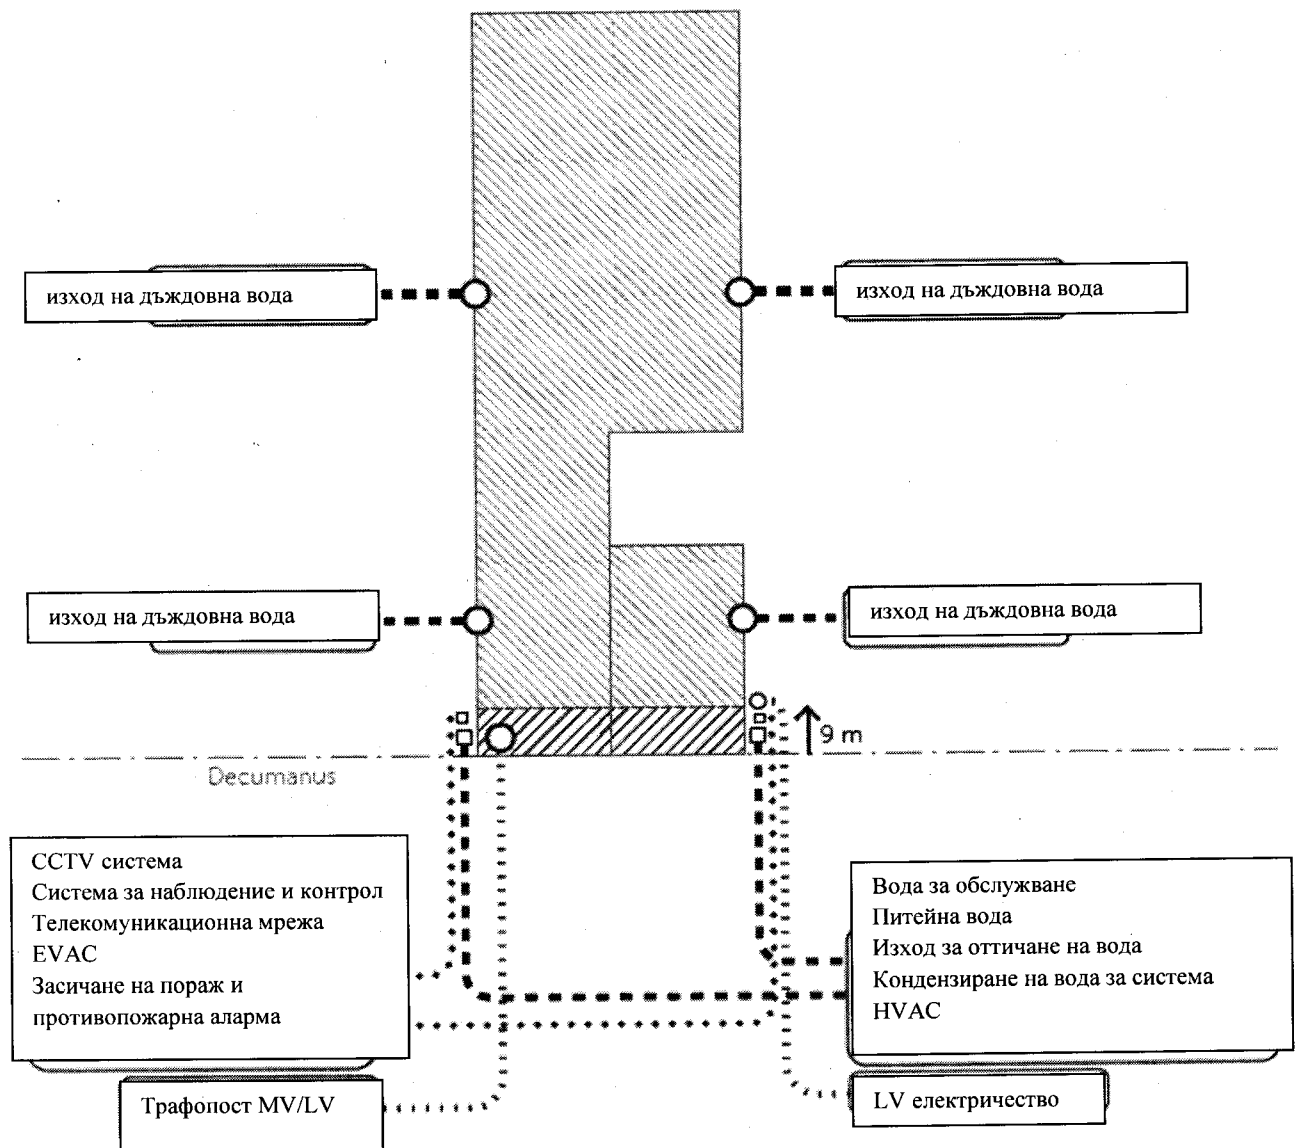 изход на дъждовна вода
изход на дъждовна вода
изход на дъждовна вода
изход на дъждовна вода
9 m
Decumanus
CCTV система
Система за наблюдение и контрол
Телекомуникационна мрежа
EVAC
Засичане на пораж и
противопожарна аларма
Вода за обслужване
Питейна вода
Изход за оттичане на вода
Кондензиране на вода за система
HVAC
Трафопост MV/LV
LV електричество